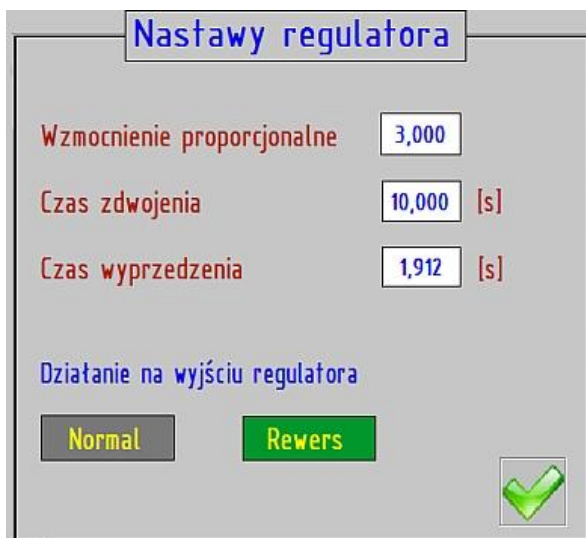 Nastawy regulatora
Wzmocnienie proporcjonalne 3,000
Czas zdwojenia 10,000 [s]
Czas wyprzedzenia 1,912 [s]
Działanie na wyjściu regulatora
Normal Rewers